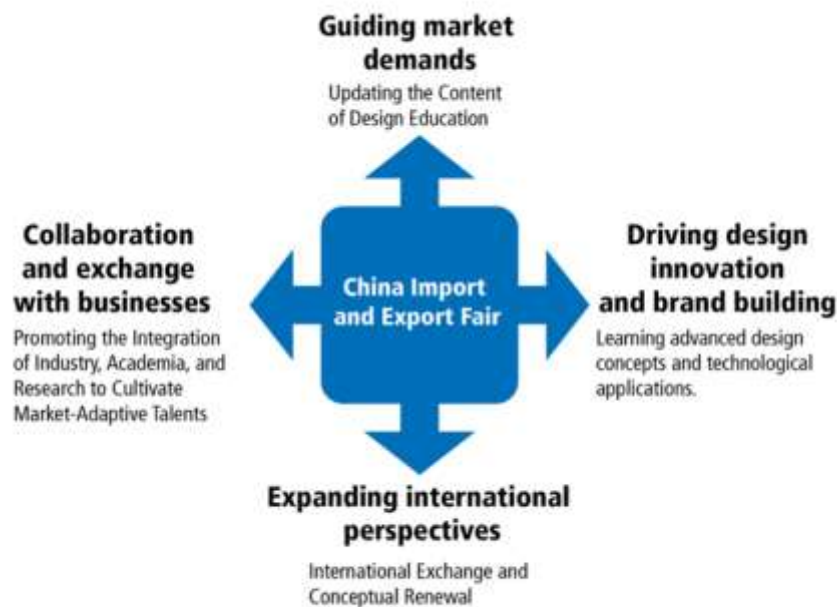 Guiding market
demands
Updating the Content
of Design Education
Collaboration
and exchange
with businesses
Promoting the Integration
of Industry, Academia, and
Research to Cultivate
Market-Adaptive Talents
China Import
and Export Fair
Driving design
innovation
and brand building
Learning advanced design
concepts and technological
applications.
Expanding international
perspectives
International Exchange and
Conceptual Renewal